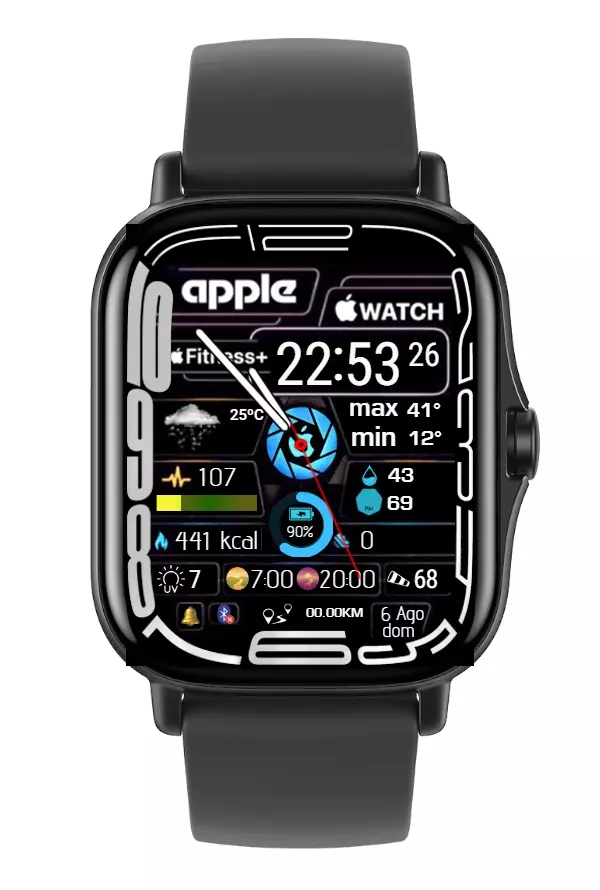 apple
WATCH
Fitness+
22:53 26
25°C
max 41°
min 12°
107
43
PAI
69
90%
441 kcal
0
UV
7
7:00
20:00
68
00.00KM
6 Ago
dom